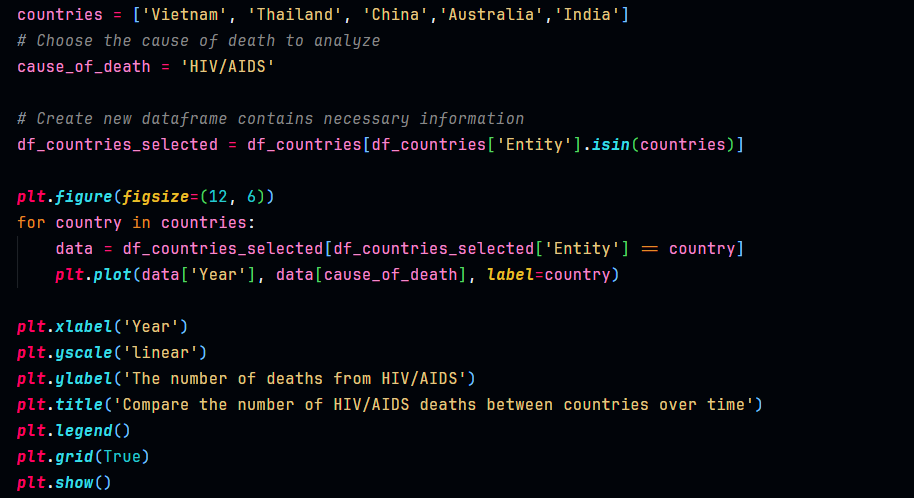 countries = ['Vietnam', 'Thailand', 'China','Australia','India']
# Choose the cause of death to analyze
cause_of_death = 'HIV/AIDS'
# Create new dataframe contains necessary information
df_countries_selected = df_countries[df_countries['Entity'].isin(countries)]
plt.figure(figsize=(12, 6))
for country in countries:
    data = df_countries_selected[df_countries_selected['Entity'] == country]
    plt.plot(data['Year'], data[cause_of_death], label=country)
plt.xlabel('Year')
plt.yscale('linear')
plt.ylabel('The number of deaths from HIV/AIDS')
plt.title('Compare the number of HIV/AIDS deaths between countries over time')
plt.legend()
plt.grid(True)
plt.show()